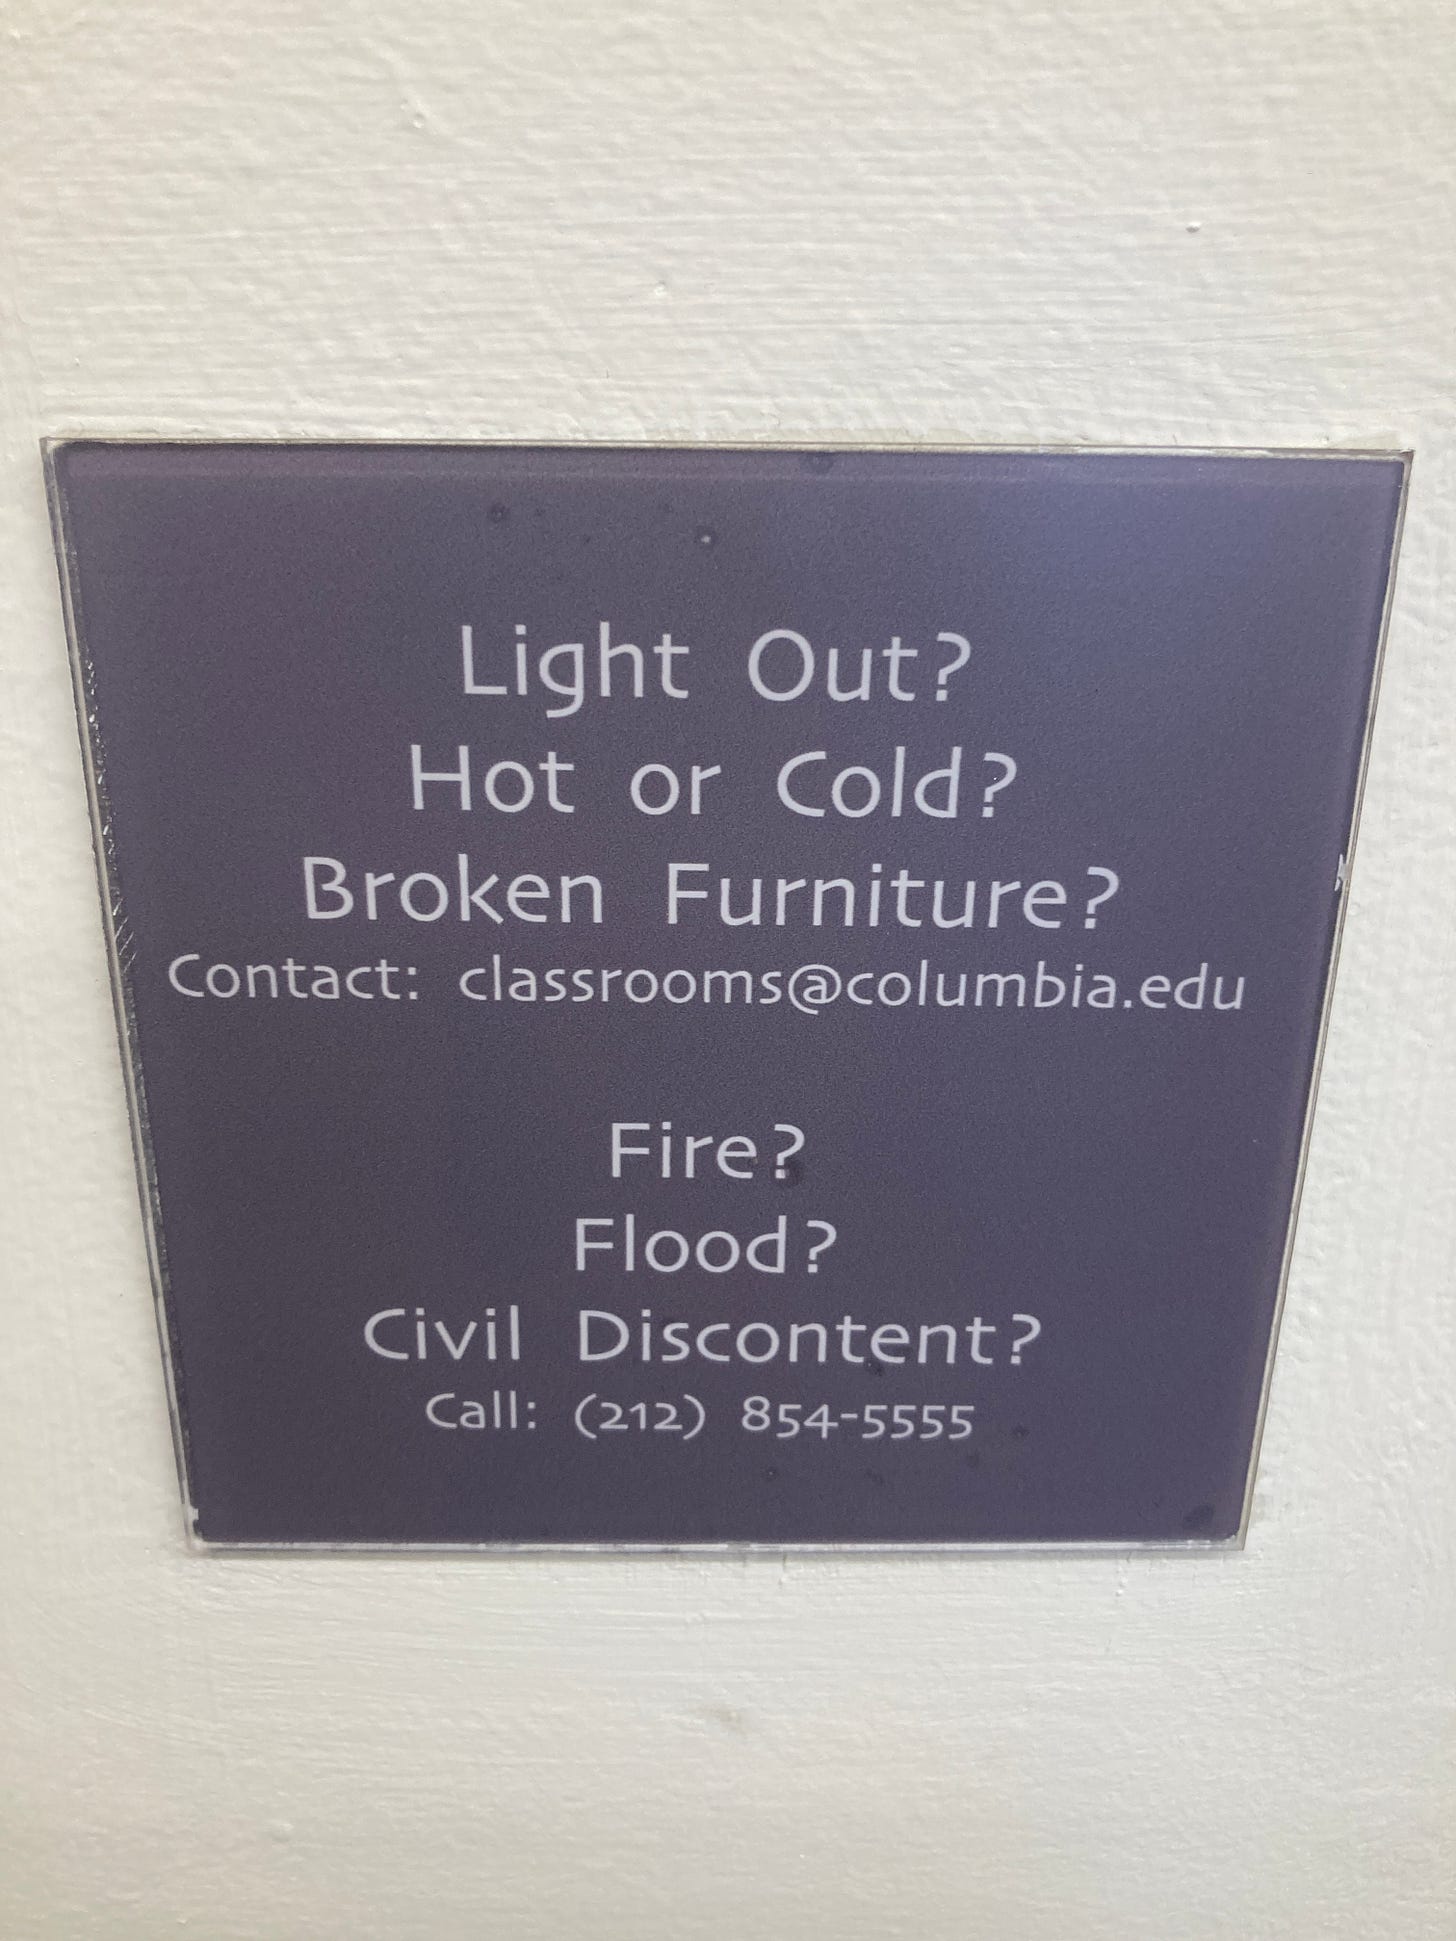 Light Out?
Hot or Cold?
Broken Furniture?
Contact: classrooms@columbia.edu
Fire?
Flood?
Civil Discontent?
Call: (212) 854-5555